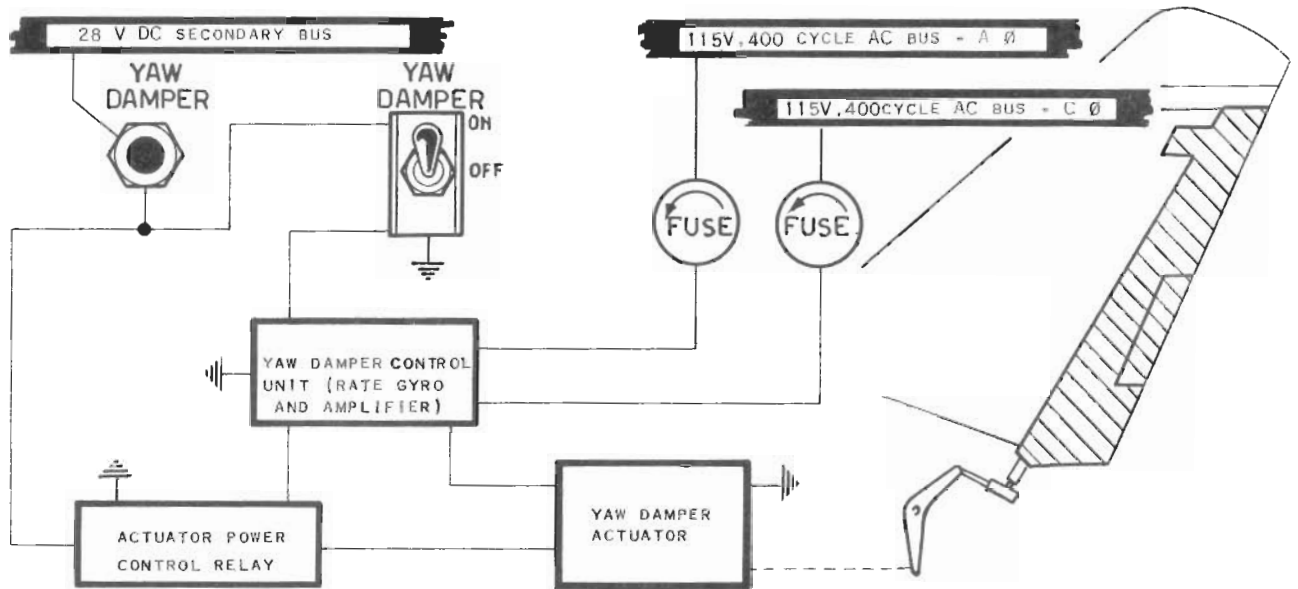 28 V DC SECONDARY BUS
115V.400 CYCLE AC BUS - A Ø
115V.400CYCLE AC BUS - C Ø
YAW
DAMPER
YAW
DAMPER
ON
OFF
FUSE
FUSE
YAW DAMPER CONTROL
UNIT (RATE GYRO
AND AMPLIFIER)
ACTUATOR POWER
CONTROL RELAY
YAW DAMPER
ACTUATOR